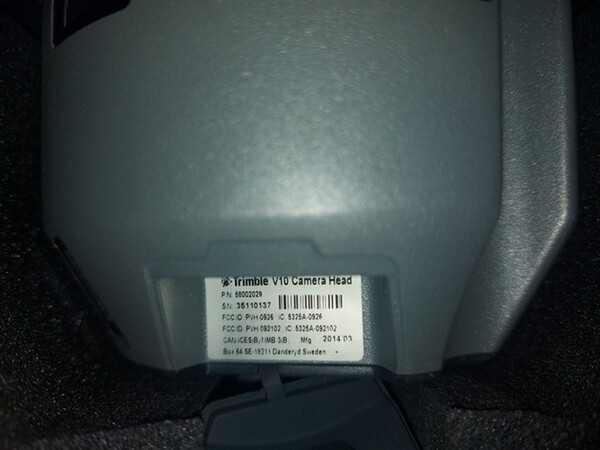 Trimble V10 Camera Head
P/N: 56002029
SN: 35110137
FCC ID: PVH-0926 IC: 5325A-0926
FCC ID: PVH-092102 IC: 5325A-092102
CAN ICES(B)/NMB-3(B) Mfg 2014 03
Box 64 SE-18211 Danderyd Sweden